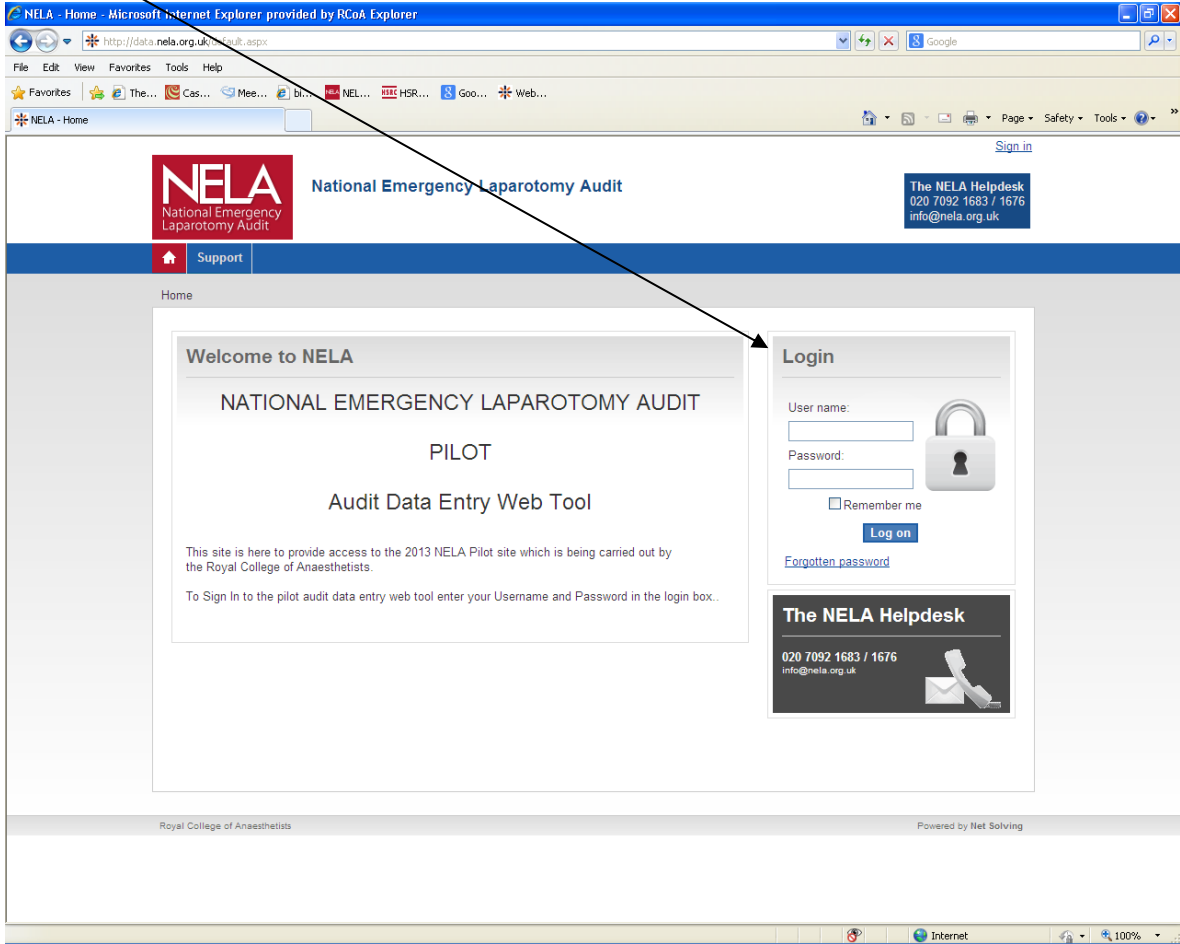 NELA - Home - Microsoft Internet Explorer provided by RCoA Explorer
http://data.nela.org.uk/default.aspx
Google
File Edit View Favorites Tools Help
Favorites The... Cas... Mee... bl... NEL... HSR... Goo... Web...
NELA - Home
Page Safety Tools
Sign in
NELA
National Emergency
Laparotomy Audit
National Emergency Laparotomy Audit
The NELA Helpdesk
020 7092 1683 / 1676
info@nela.org.uk
Support
Home
Welcome to NELA
NATIONAL EMERGENCY LAPAROTOMY AUDIT
PILOT
Audit Data Entry Web Tool
This site is here to provide access to the 2013 NELA Pilot site which is being carried out by
the Royal College of Anaesthetists.
To Sign In to the pilot audit data entry web tool enter your Username and Password in the login box..
Login
User name:
Password:
Remember me
Log on
Forgotten password
The NELA Helpdesk
020 7092 1683 / 1676
info@nela.org.uk
Royal College of Anaesthetists
Powered by Net Solving
Internet
100%